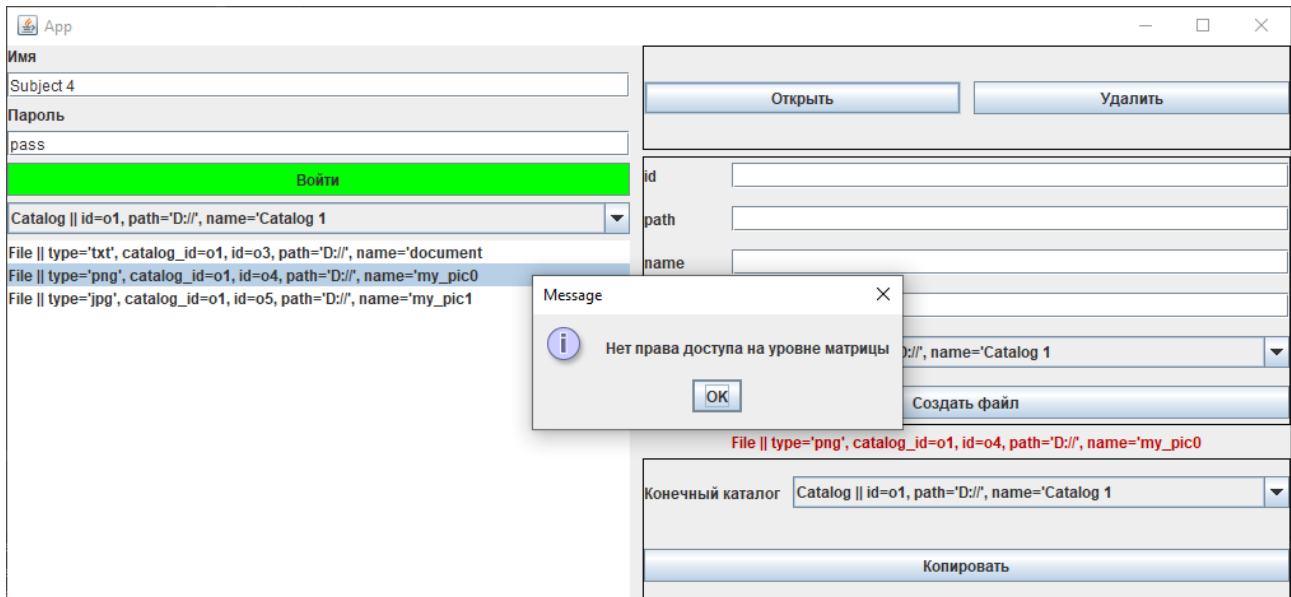 App
Имя
Subject 4
Пароль
pass
Войти
Catalog || id=o1, path='D://', name='Catalog 1
File || type='txt', catalog_id=o1, id=o3, path='D://', name='document
File || type='png', catalog_id=o1, id=o4, path='D://', name='my_pic0
File || type='jpg', catalog_id=o1, id=o5, path='D://', name='my_pic1
Открыть Удалить
id
path
name
Message
Нет права доступа на уровне матрицы
OK
://', name='Catalog 1
Создать файл
File || type='png', catalog_id=o1, id=o4, path='D://', name='my_pic0
Конечный каталог Catalog || id=o1, path='D://', name='Catalog 1
Копировать